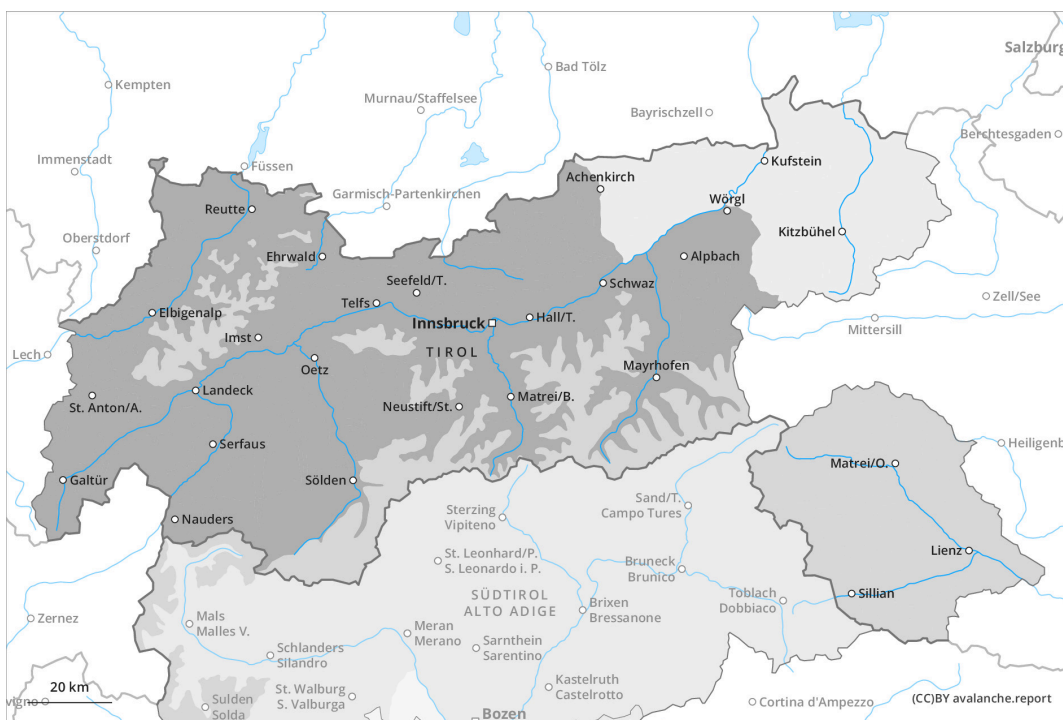 Salzburg
Bad Tölz
Kempten
Murnau/Staffelsee
Bayrischzell
Berchtesgaden
Immenstadt
Füssen
Kufstein
Achenkirch
Garmisch-Partenkirchen
Reutte
Wörgl
Kitzbühel
Oberstdorf
Ehrwald
Alpbach
Seefeld/T.
Schwaz
Zell/See
Telfs
Elbigenalp
Innsbruck
Hall/T.
Mittersill
Imst
TIROL
Lech
Oetz
Mayrhofen
Landeck
St. Anton/A.
Neustift/St.
Matrei/B.
Serfaus
Heiligenb
Matrei/O.
Galtür
Sölden
Sand/T.
Campo Tures
Sterzing
Vipiteno
Nauders
St. Leonhard/P.
S. Leonardo i. P.
Lienz
Bruneck
Brunico
SÜDTIROL
ALTO ADIGE
Sillian
Toblach
Dobbiaco
Brixen
Bressanone
Zernez
Mals
Malles V.
Meran
Merano
Sarnthein
Sarentino
Schlanders
Silandro
Kastelruth
Castelrotto
20 km
St. Walburg
S. Valburga
vigno
Sulden
Solda
Cortina d'Ampezzo
(CC)BY avalanche.report
Bozen